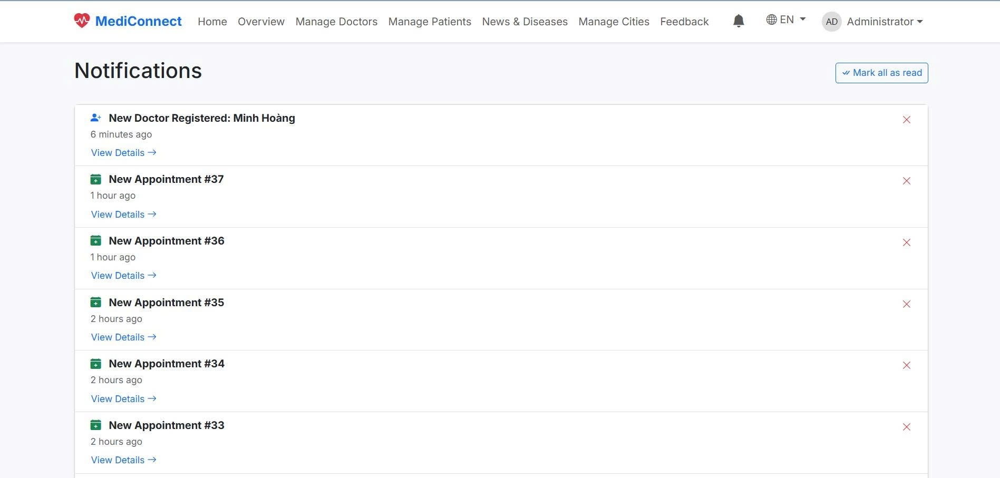 MediConnect Home Overview Manage Doctors Manage Patients News & Diseases Manage Cities Feedback EN AD Administrator
Notifications
Mark all as read
New Doctor Registered: Minh Hoàng
6 minutes ago
View Details
New Appointment #37
1 hour ago
View Details
New Appointment #36
1 hour ago
View Details
New Appointment #35
2 hours ago
View Details
New Appointment #34
2 hours ago
View Details
New Appointment #33
2 hours ago
View Details